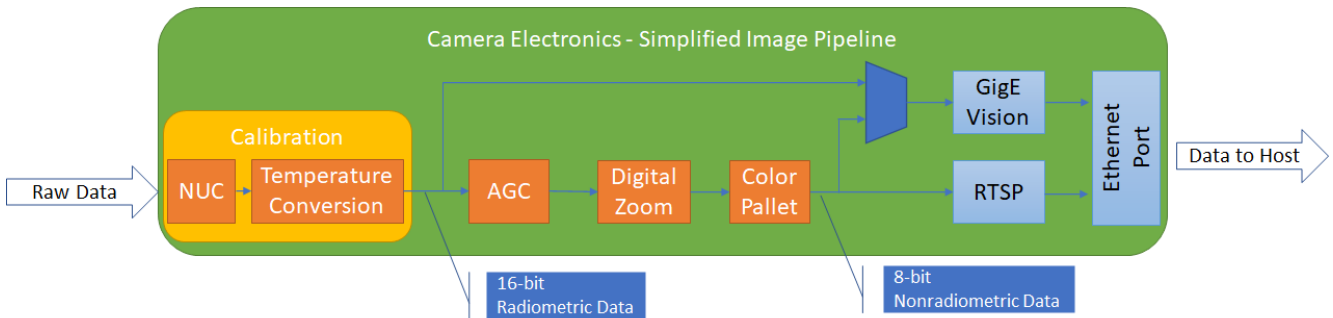 Camera Electronics - Simplified Image Pipeline
Calibration
Raw Data
NUC
Temperature
Conversion
AGC
Digital
Zoom
Color
Pallet
GigE
Vision
RTSP
Ethernet
Port
Data to Host
16-bit
Radiometric Data
8-bit
Nonradiometric Data